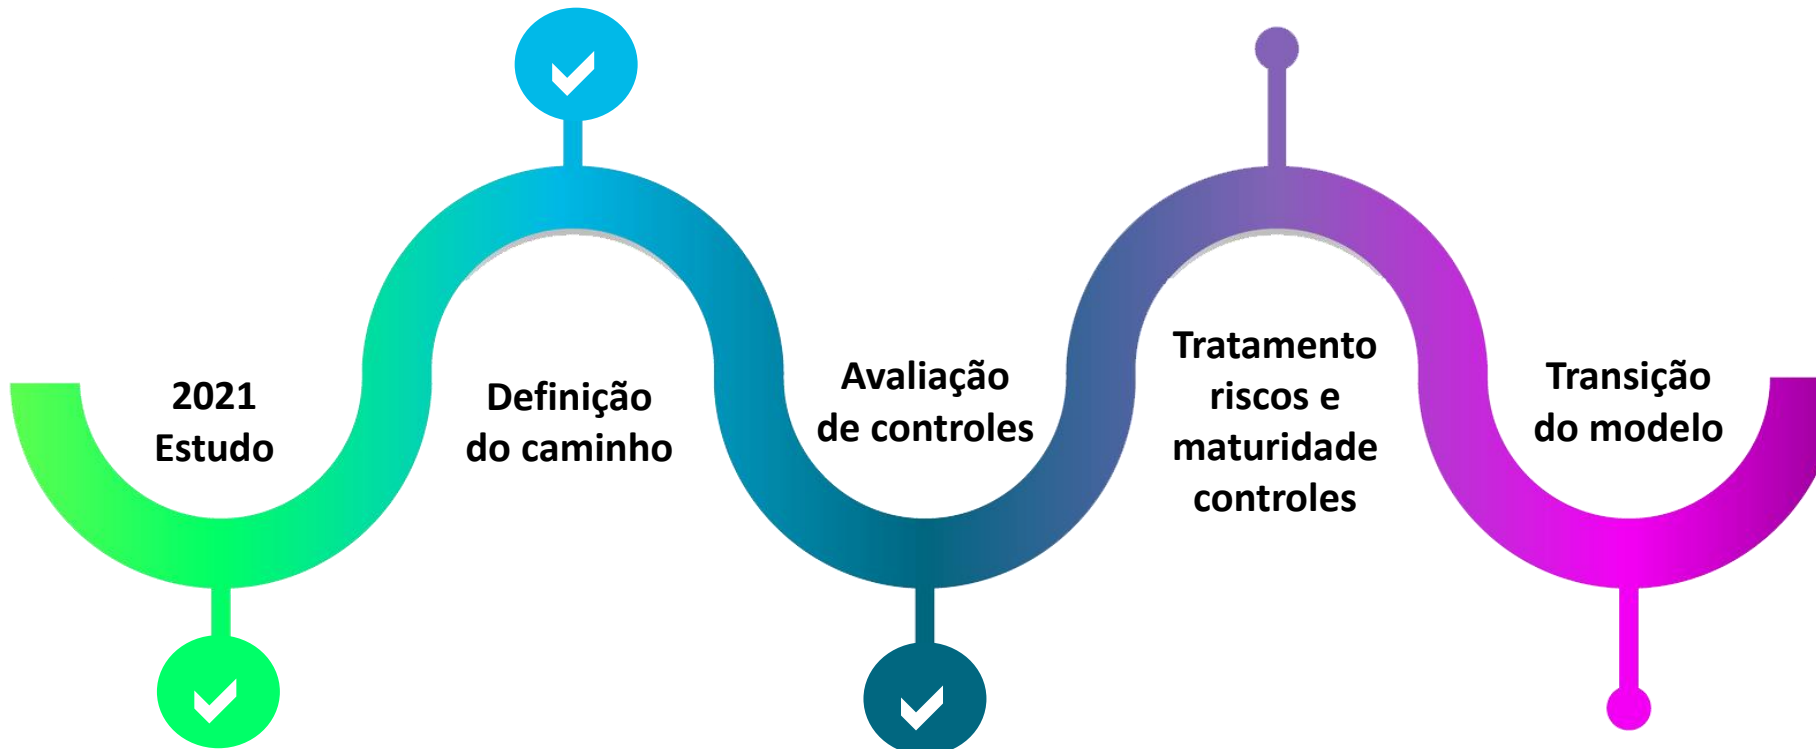 2021
Estudo
Definição
do caminho
Avaliação
de controles
Tratamento
riscos e
maturidade
controles
Transição
do modelo